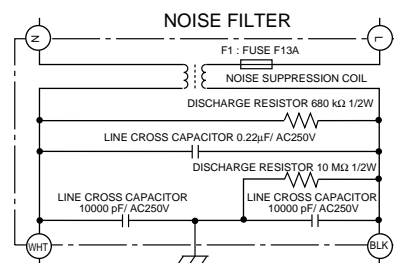 NOISE FILTER
N
L
F1 : FUSE F13A
NOISE SUPPRESSION COIL
DISCHARGE RESISTOR 680 kΩ 1/2W
LINE CROSS CAPACITOR 0.22µF/ AC250V
DISCHARGE RESISTOR 10 MΩ 1/2W
LINE CROSS CAPACITOR
10000 pF/ AC250V
LINE CROSS CAPACITOR
10000 pF/ AC250V
WHT
BLK